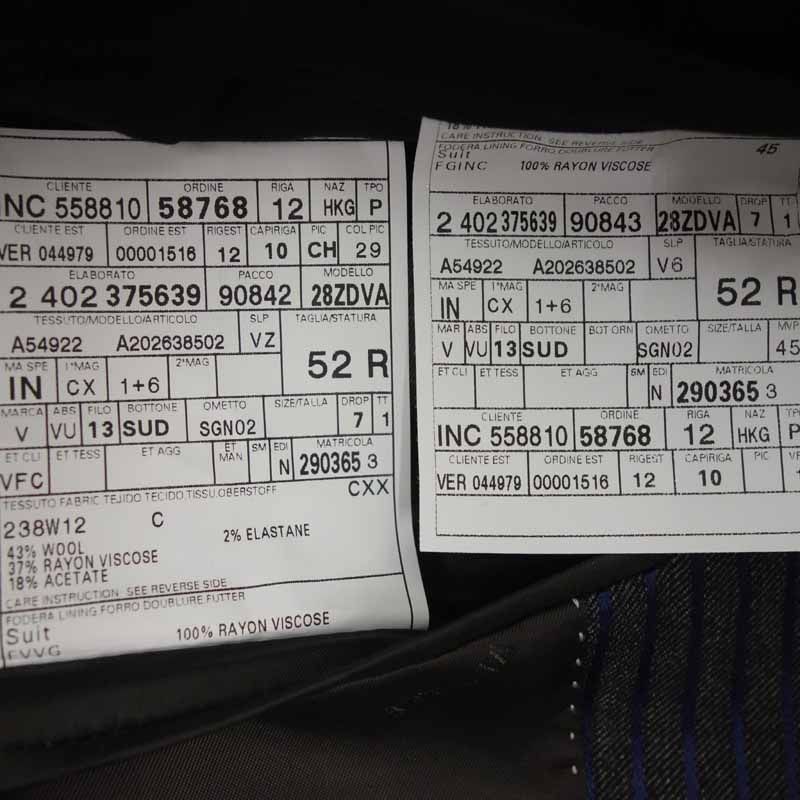 CLIENTE ORDINE RIGA NAZ TPO
INC 558810 58768 12 HKG P
CLIENTE EST ORDINE EST RIGEST CAPIRIGA PIC COL PIC
VER 044979 00001516 12 10 CH 29
ELABORATO PACCO MODELLO
2 402 375639 90842 28ZDVA
TESSUTO/MODELLO/ARTICOLO SLP TAGLIA/STATURA
A54922 A202638502 VZ 52 R
MA SPE 1°MAG 2°MAG
IN CX 1+6
MARCA ABS FILO BOTTONE OMETTO SIZE/TALLA DROP TT
V VU 13 SUD SGN02 7 1
ET CLI ET TESS ET AGG ET MAN SM EDI MATRICOLA
VFC N 290365 3
TESSUTO FABRIC TEJIDO TECIDO TISSU OBERSTOFF CXX
238W12 C 2% ELASTANE
43% WOOL
37% RAYON VISCOSE
18% ACETATE
CARE INSTRUCTION SEE REVERSE SIDE
FODERA LINING FORRO DOUBLURE FUTTER
Suit 100% RAYON VISCOSE
FVVG
CARE INSTRUCTION SEE REVERSE SIDE
FODERA LINING FORRO DOUBLURE FUTTER 45
Suit
FGINC 100% RAYON VISCOSE
ELABORATO PACCO MODELLO DROP TT
2 402 375639 90843 28ZDVA 7 1
TESSUTO/MODELLO/ARTICOLO SLP TAGLIA/STATURA
A54922 A202638502 V6 52 R
MA SPE 1°MAG 2°MAG
IN CX 1+6
MAR ABS FILO BOTTONE BOT ORN OMETTO SIZE/TALLA MVP
V VU 13 SUD SGN02 45
ET CLI ET TESS ET AGG SM EDI MATRICOLA
N 290365 3
CLIENTE ORDINE RIGA NAZ TP
INC 558810 58768 12 HKG P
CLIENTE EST ORDINE EST RIGEST CAPIRIGA PIC
VER 044979 00001516 12 10